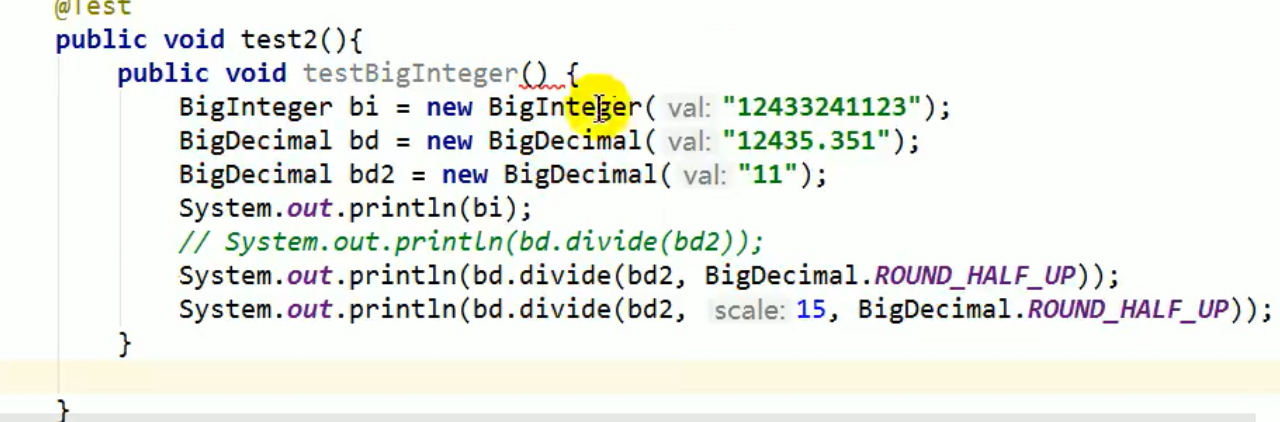 @Test
public void test2(){
public void testBigInteger() {
BigInteger bi = new BigInteger( val: "12433241123");
BigDecimal bd = new BigDecimal( val: "12435.351");
BigDecimal bd2 = new BigDecimal( val: "11");
System.out.println(bi);
// System.out.println(bd.divide(bd2));
System.out.println(bd.divide(bd2, BigDecimal.ROUND_HALF_UP));
System.out.println(bd.divide(bd2, scale: 15, BigDecimal.ROUND_HALF_UP));
}
}